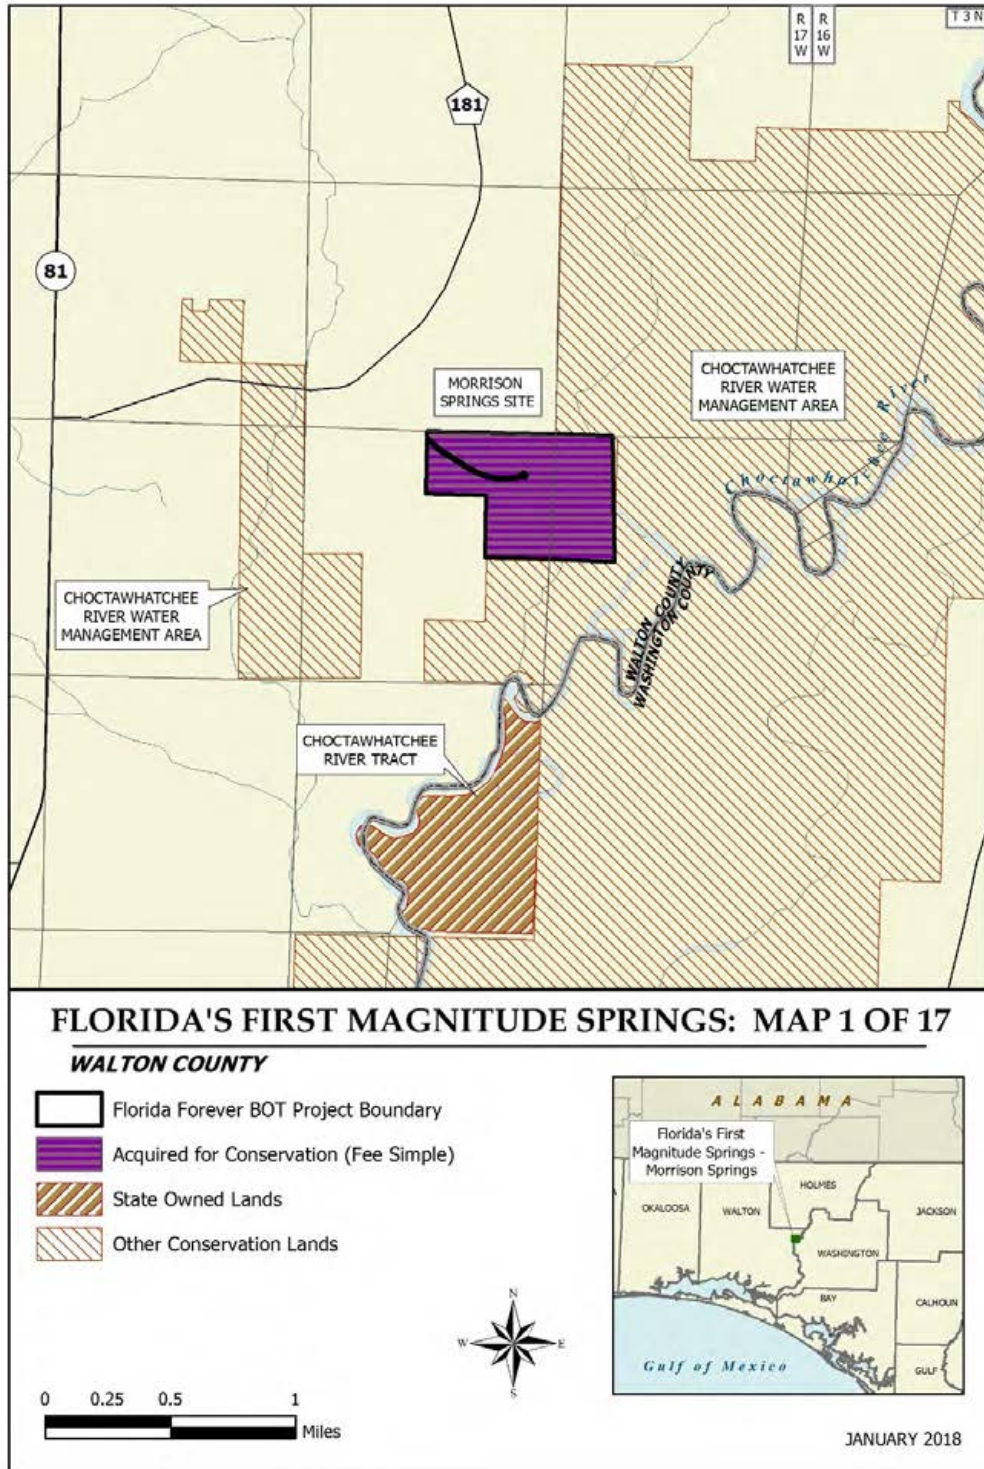 R
17
W
R
16
W
T 3 N
181
81
MORRISON
SPRINGS SITE
CHOCTAWHATCHEE
RIVER WATER
MANAGEMENT AREA
Choctawhatchee River
CHOCTAWHATCHEE
RIVER WATER
MANAGEMENT AREA
WALTON COUNTY
WASHINGTON COUNTY
CHOCTAWHATCHEE
RIVER TRACT
FLORIDA'S FIRST MAGNITUDE SPRINGS: MAP 1 OF 17
WALTON COUNTY
Florida Forever BOT Project Boundary
Acquired for Conservation (Fee Simple)
State Owned Lands
Other Conservation Lands
ALABAMA
Florida's First
Magnitude Springs -
Morrison Springs
HOLMES
OKALOOSA
WALTON
JACKSON
WASHINGTON
BAY
CALHOUN
GULF
Gulf of Mexico
N
W
E
S
0 0.25 0.5 1
Miles
JANUARY 2018